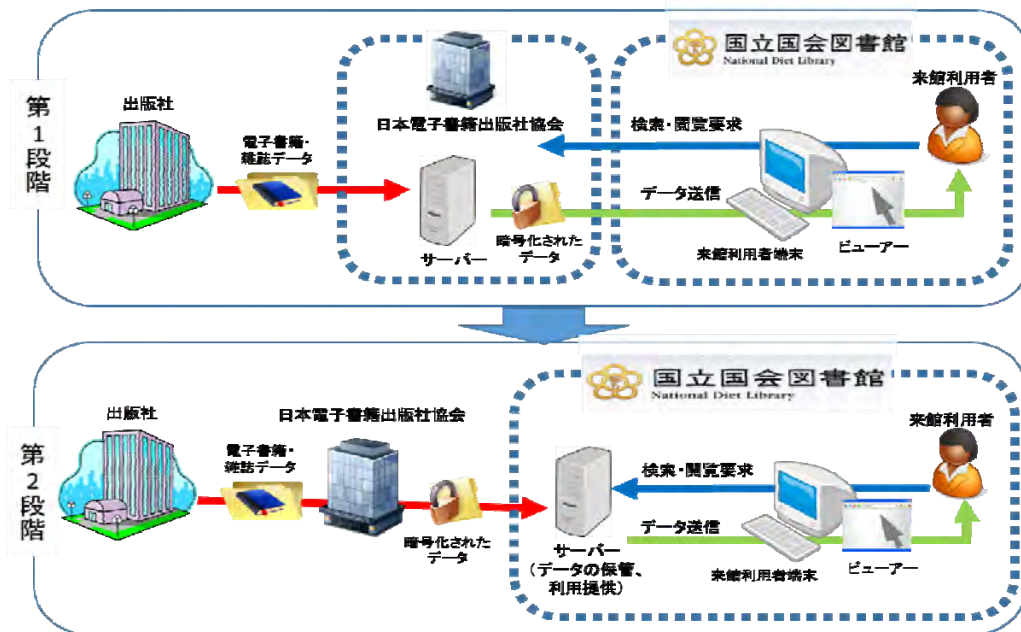 第1段階
国立国会図書館
National Diet Library
来館利用者
出版社
日本電子書籍出版社協会
検索・閲覧要求
電子書籍・
雑誌データ
データ送信
サーバー
暗号化された
データ
来館利用者端末
ビューアー
第2段階
国立国会図書館
National Diet Library
出版社
日本電子書籍出版社協会
来館利用者
電子書籍・
雑誌データ
検索・閲覧要求
データ送信
暗号化された
データ
サーバー
(データの保管、
利用提供)
来館利用者端末
ビューアー